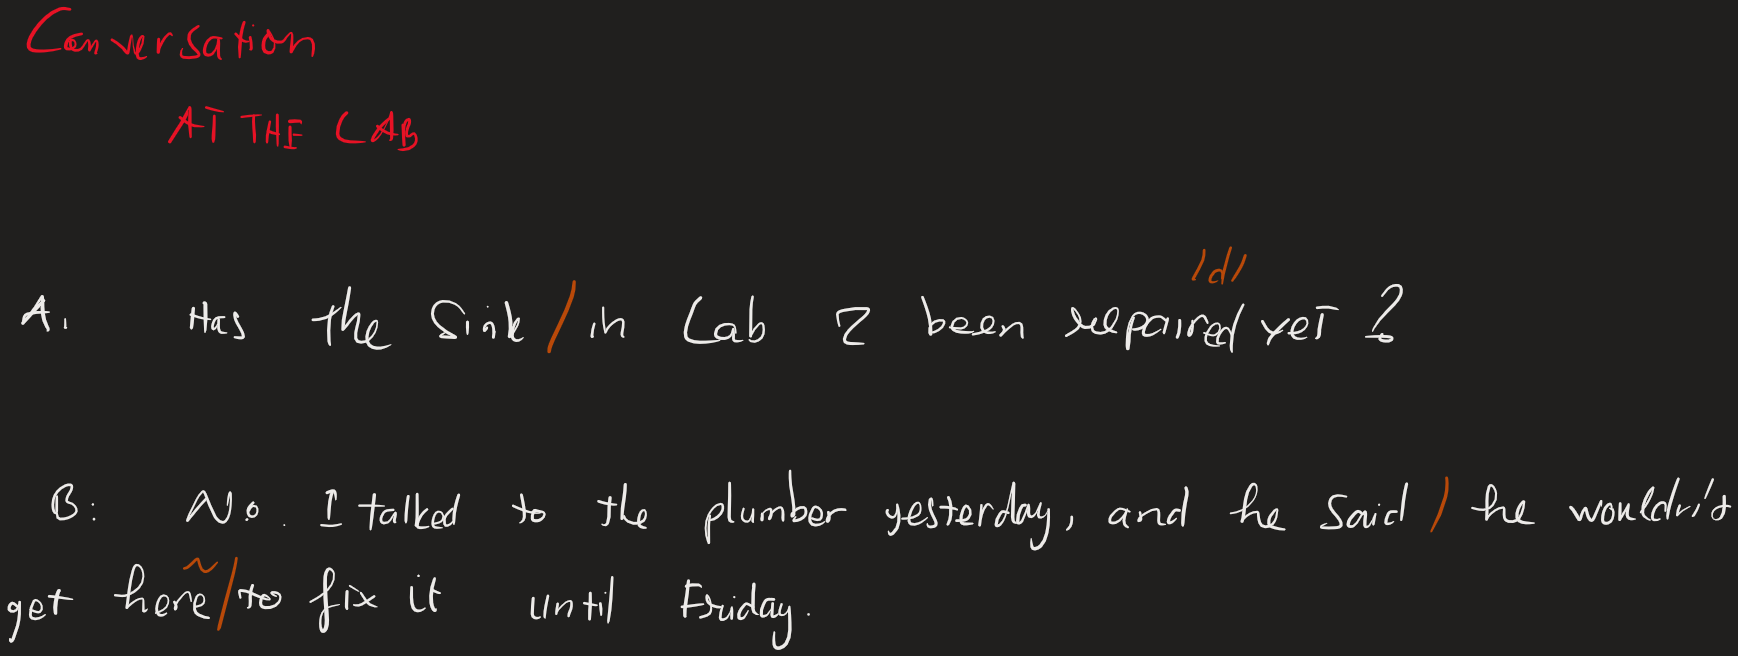 Conversation
AT THE LAB
/d/
A. Has the Sink / in Lab 2 been repaired yet ?
B: No. I talked to the plumber yesterday, and he said / he wouldn't
get here / to fix it until Friday.